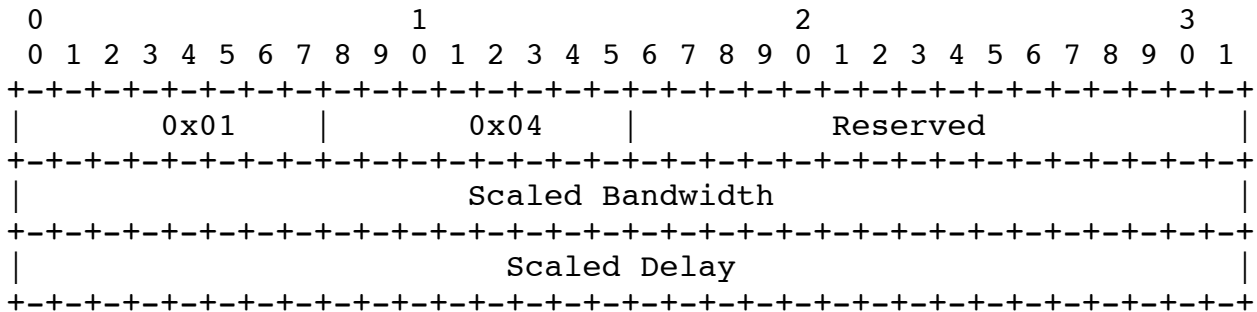 0                   1                   2                   3
 0 1 2 3 4 5 6 7 8 9 0 1 2 3 4 5 6 7 8 9 0 1 2 3 4 5 6 7 8 9 0 1
+-+-+-+-+-+-+-+-+-+-+-+-+-+-+-+-+-+-+-+-+-+-+-+-+-+-+-+-+-+-+-+-+
|       0x01    |       0x04    |          Reserved             |
+-+-+-+-+-+-+-+-+-+-+-+-+-+-+-+-+-+-+-+-+-+-+-+-+-+-+-+-+-+-+-+-+
|                       Scaled Bandwidth                        |
+-+-+-+-+-+-+-+-+-+-+-+-+-+-+-+-+-+-+-+-+-+-+-+-+-+-+-+-+-+-+-+-+
|                         Scaled Delay                          |
+-+-+-+-+-+-+-+-+-+-+-+-+-+-+-+-+-+-+-+-+-+-+-+-+-+-+-+-+-+-+-+-+